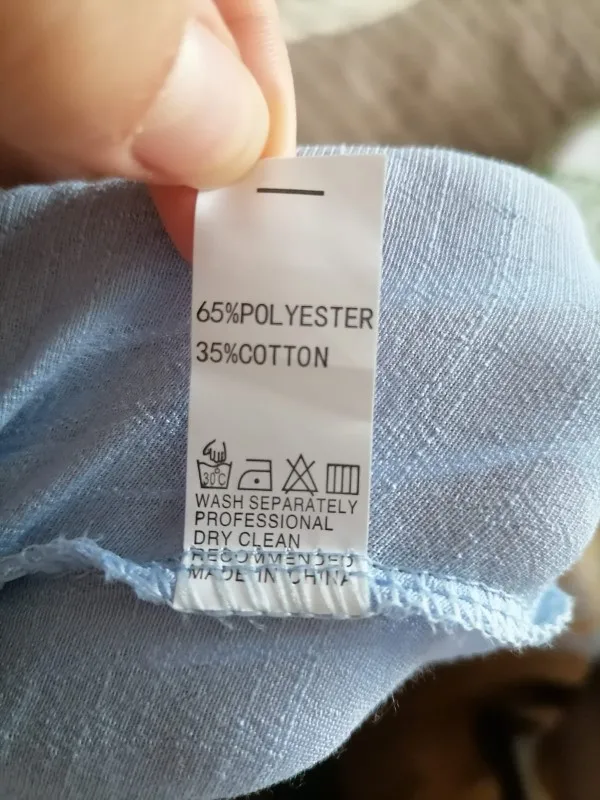 65%POLYESTER
35%COTTON
30°C
WASH SEPARATELY
PROFESSIONAL
DRY CLEAN
RECOMMENDED
MADE IN CHINA